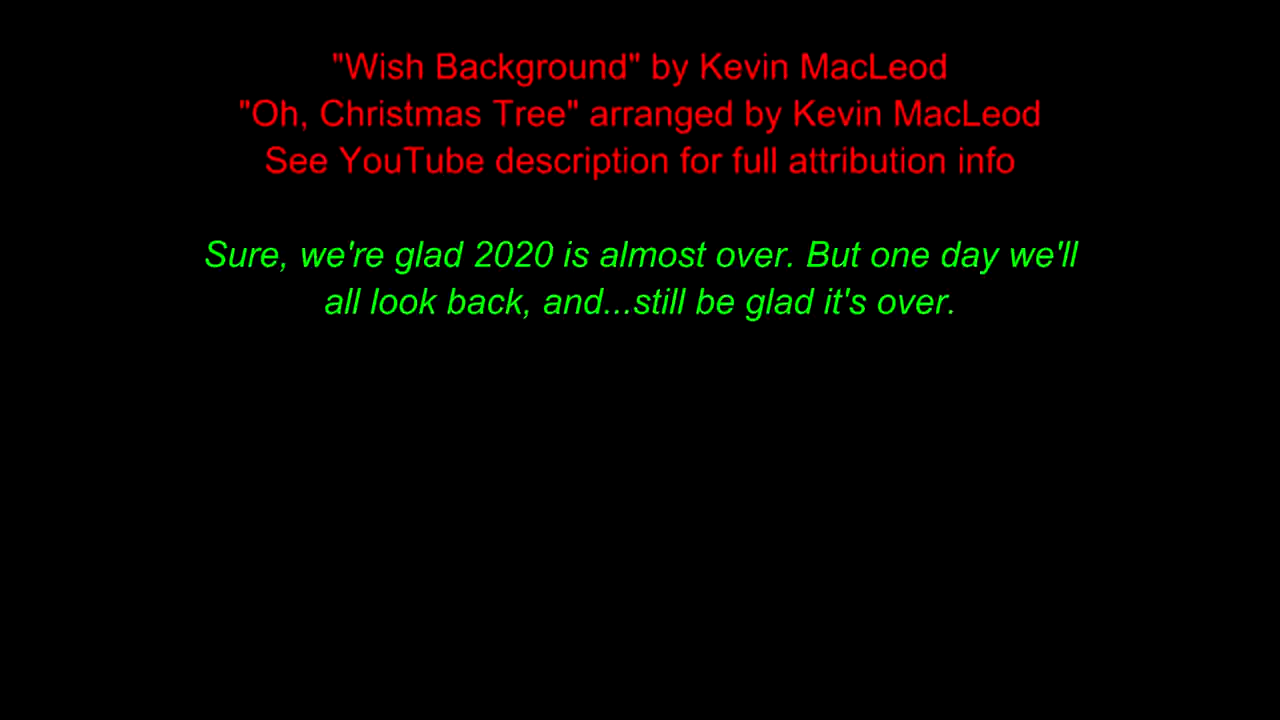 "Wish Background" by Kevin MacLeod
"Oh, Christmas Tree" arranged by Kevin MacLeod
See YouTube description for full attribution info
Sure, we're glad 2020 is almost over. But one day we'll
all look back, and...still be glad it's over.